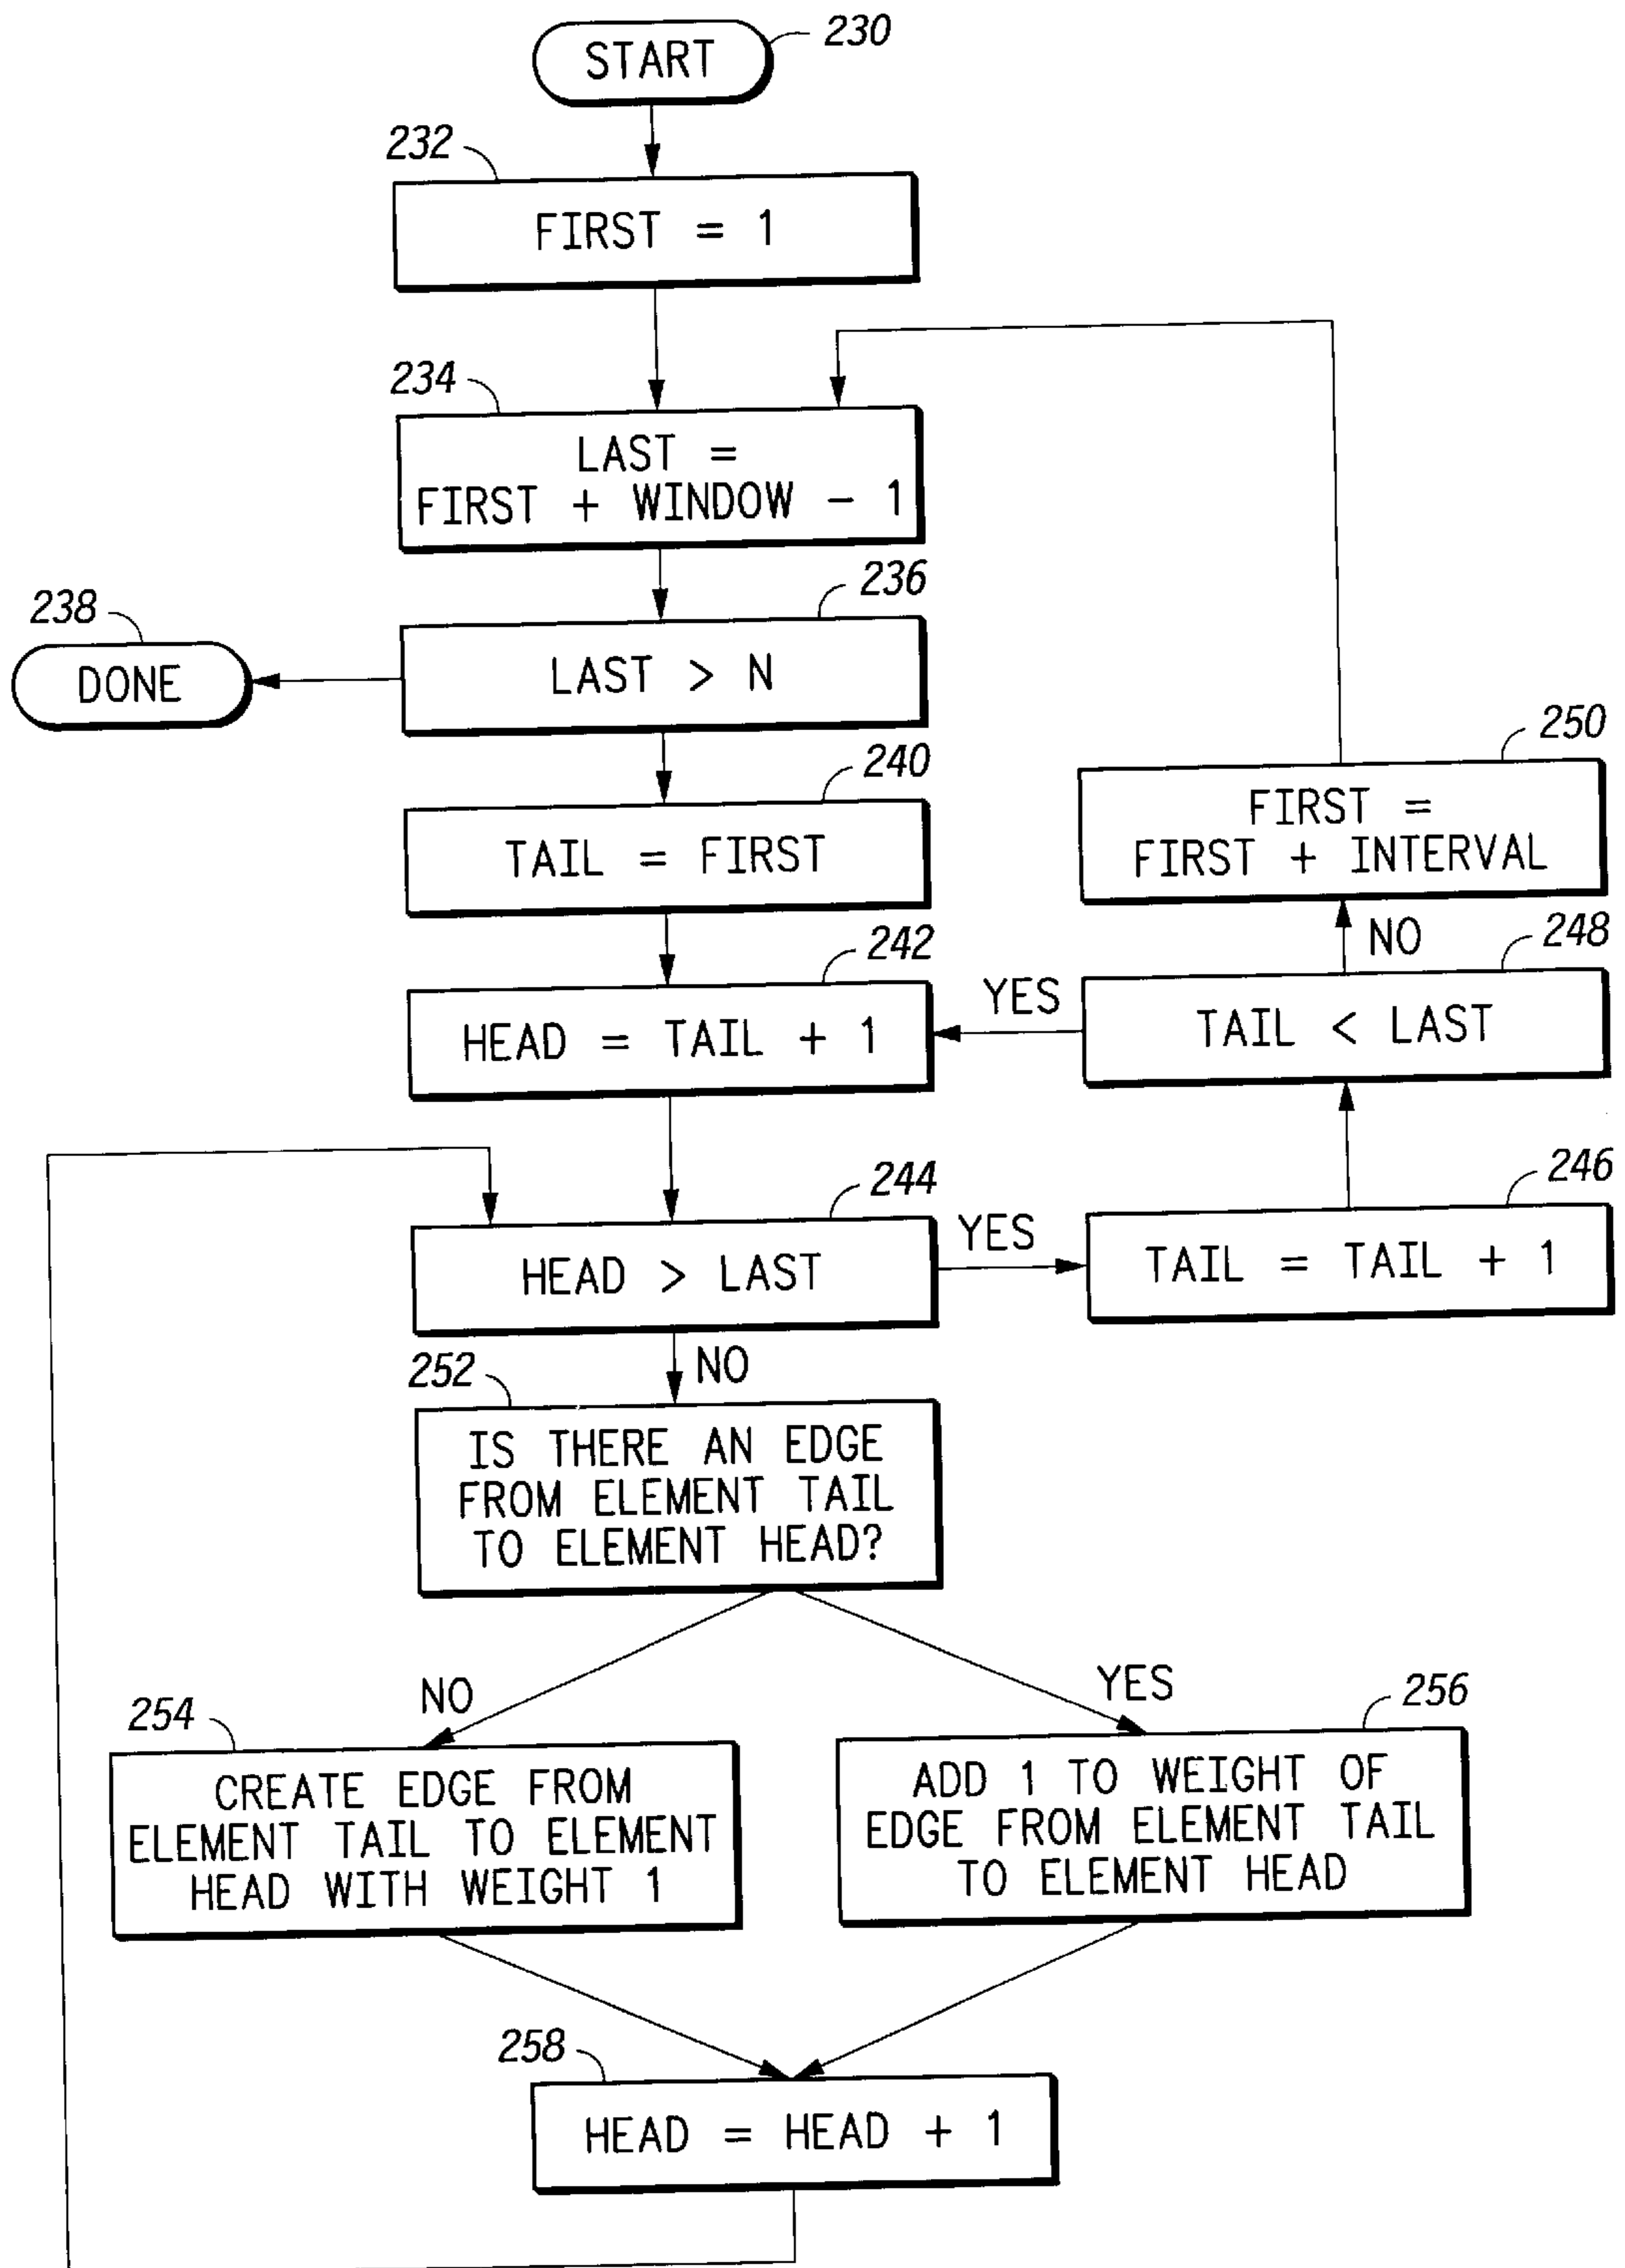 230
START
232
FIRST = 1
234
LAST =
FIRST + WINDOW - 1
236
LAST > N
238
DONE
240
TAIL = FIRST
250
FIRST =
FIRST + INTERVAL
NO
242
HEAD = TAIL + 1
YES
248
TAIL < LAST
244
HEAD > LAST
YES
246
TAIL = TAIL + 1
NO
252
IS THERE AN EDGE
FROM ELEMENT TAIL
TO ELEMENT HEAD?
NO
YES
254
CREATE EDGE FROM
ELEMENT TAIL TO ELEMENT
HEAD WITH WEIGHT 1
256
ADD 1 TO WEIGHT OF
EDGE FROM ELEMENT TAIL
TO ELEMENT HEAD
258
HEAD = HEAD + 1